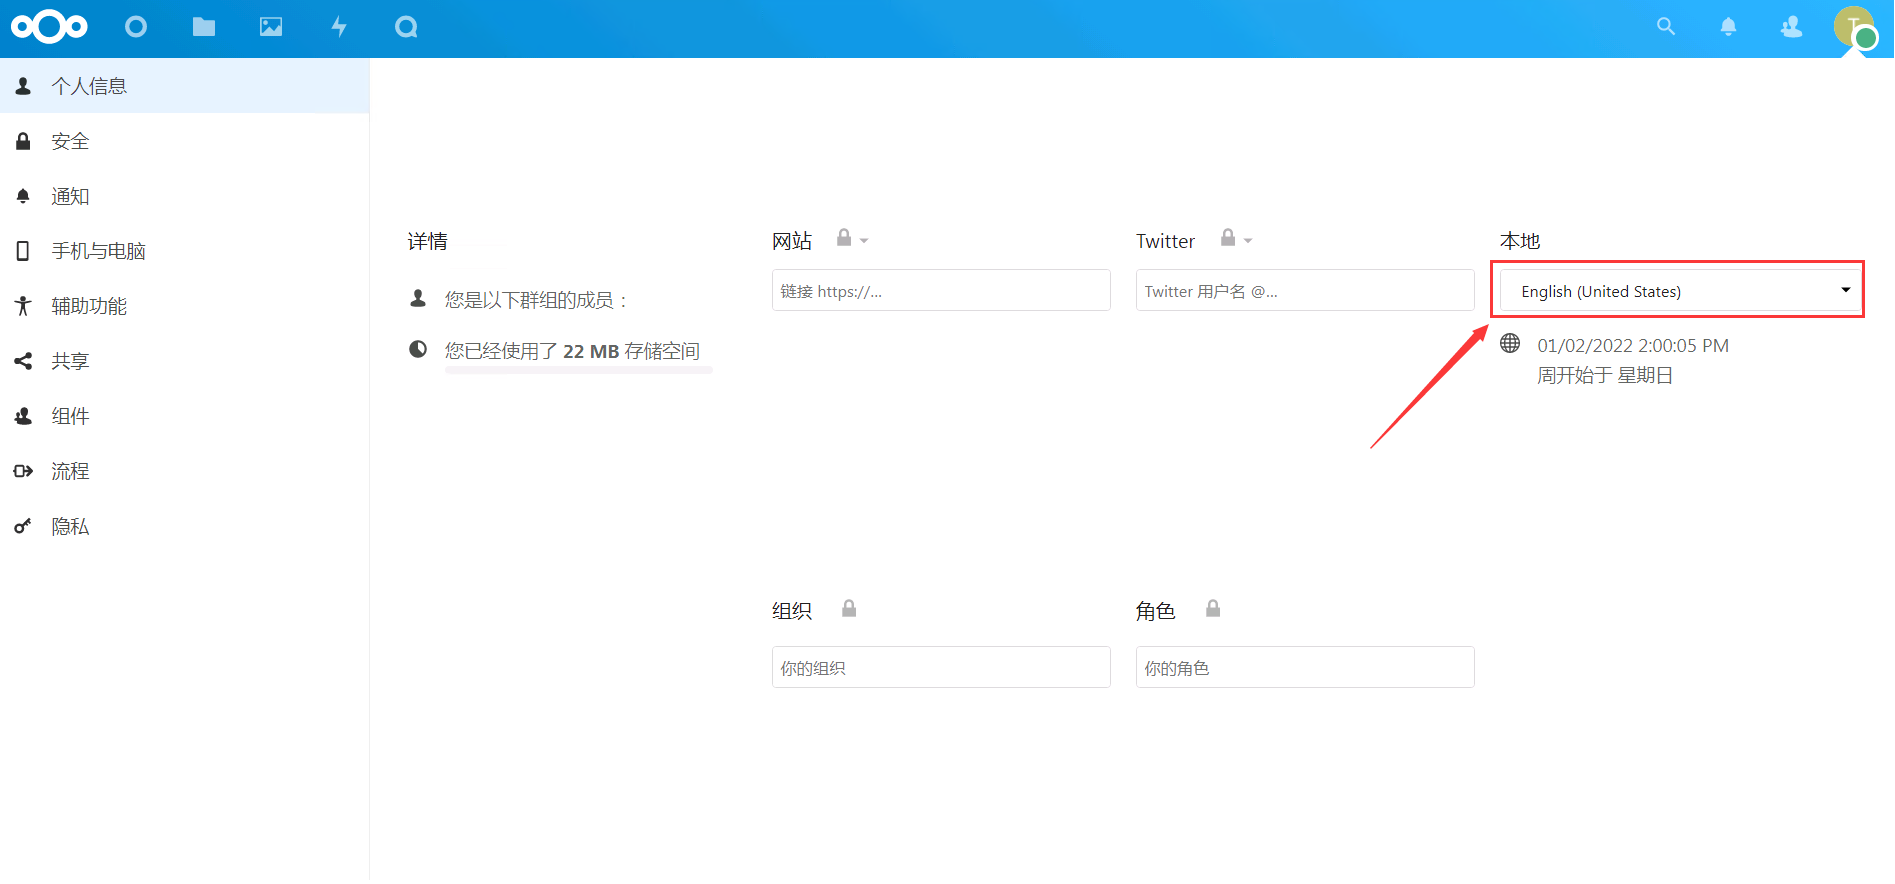 T
个人信息
安全
通知
手机与电脑
辅助功能
共享
组件
流程
隐私
详情
您是以下群组的成员：
您已经使用了 22 MB 存储空间
网站
链接 https://...
Twitter
Twitter 用户名 @...
本地
English (United States)
01/02/2022 2:00:05 PM
周开始于 星期日
组织
你的组织
角色
你的角色